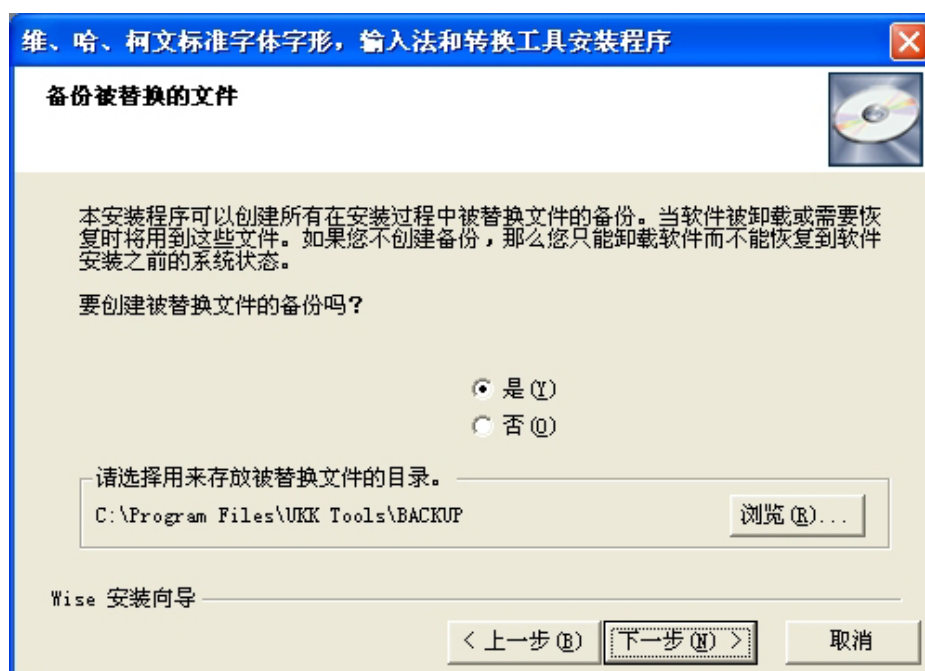 维、哈、柯文标准字体字形，输入法和转换工具安装程序
备份被替换的文件
本安装程序可以创建所有在安装过程中被替换文件的备份。当软件被卸载或需要恢
复时将用到这些文件。如果您不创建备份，那么您只能卸载软件而不能恢复到软件
安装之前的系统状态。
要创建被替换文件的备份吗？
是(Y)
否(O)
请选择用来存放被替换文件的目录。
C:\Program Files\UKK Tools\BACKUP
浏览(R)...
Wise 安装向导
< 上一步(B)
下一步(N) >
取消